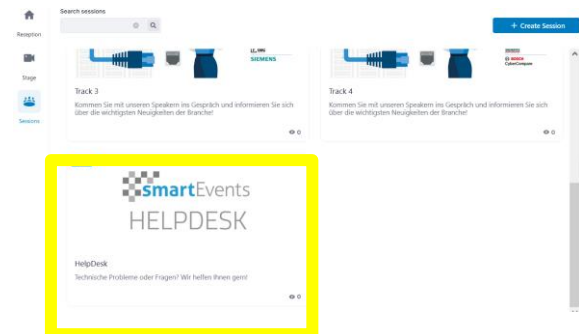 Search sessions
+ Create Session
Reception
Stage
Sessions
SIEMENS
BOSCH
CyberCompare
Track 3
Kommen Sie mit unseren Speakern ins Gespräch und informieren Sie sich
über die wichtigsten Neuigkeiten der Branche!
0
Track 4
Kommen Sie mit unseren Speakern ins Gespräch und informieren Sie sich
über die wichtigsten Neuigkeiten der Branche!
0
smartEvents
HELPDESK
HelpDesk
Technische Probleme oder Fragen? Wir helfen Ihnen gern!
0